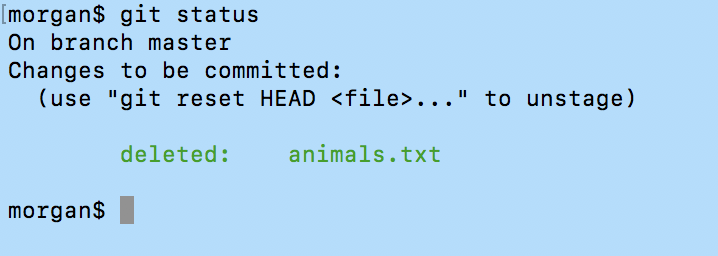 morgan$ git status
On branch master
Changes to be committed:
  (use "git reset HEAD <file>..." to unstage)
        deleted:    animals.txt
morgan$